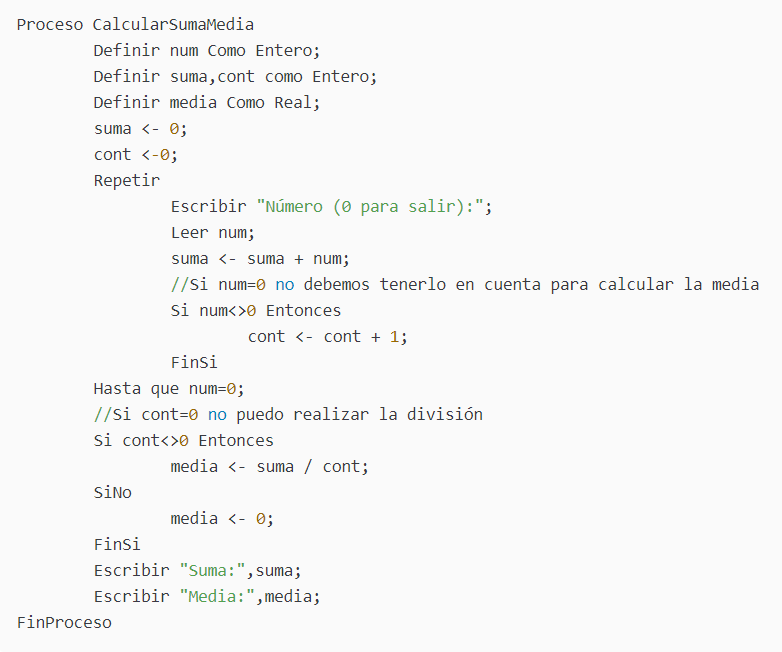 Proceso CalcularSumaMedia
Definir num Como Entero;
Definir suma,cont como Entero;
Definir media Como Real;
suma <- 0;
cont <-0;
Repetir
Escribir "Número (0 para salir):";
Leer num;
suma <- suma + num;
//Si num=0 no debemos tenerlo en cuenta para calcular la media
Si num<>0 Entonces
cont <- cont + 1;
FinSi
Hasta que num=0;
//Si cont=0 no puedo realizar la división
Si cont<>0 Entonces
media <- suma / cont;
SiNo
media <- 0;
FinSi
Escribir "Suma:",suma;
Escribir "Media:",media;
FinProceso